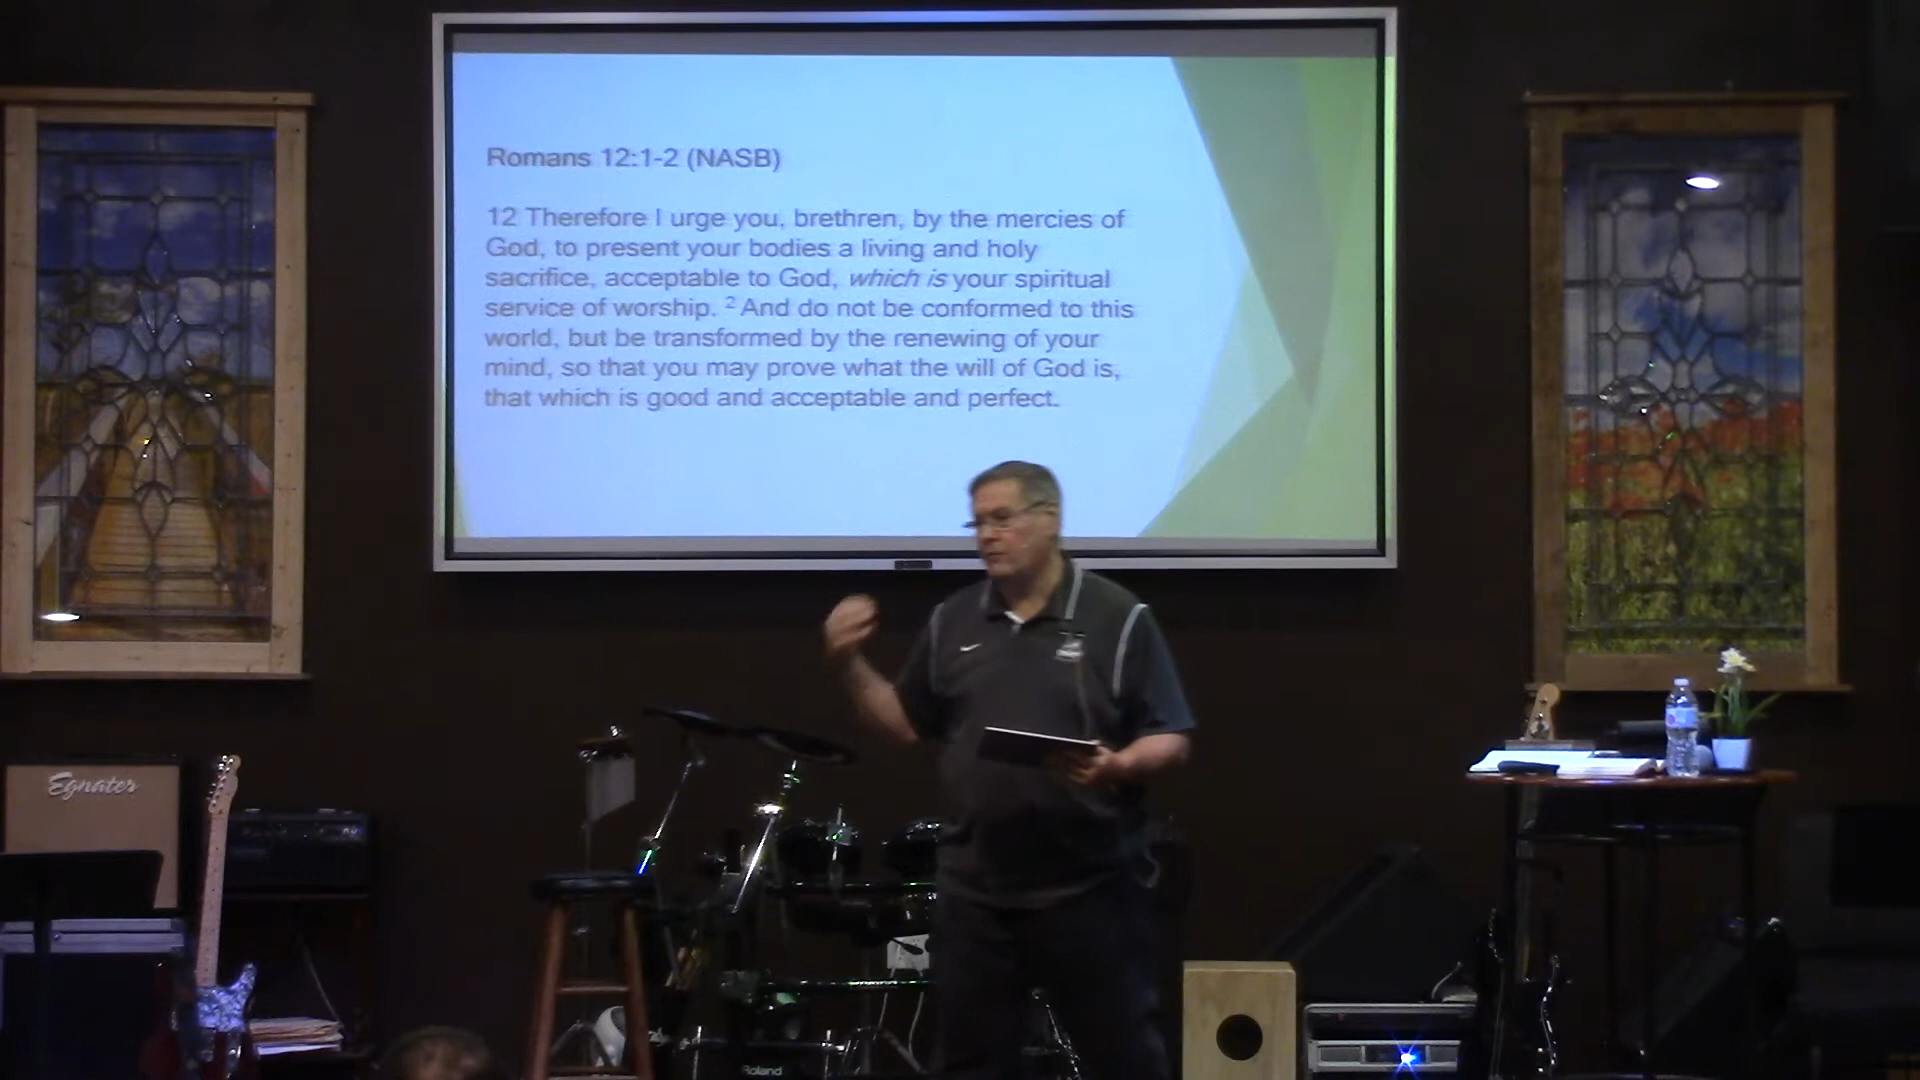 Romans 12:1-2 (NASB)
12 Therefore I urge you, brethren, by the mercies of
God, to present your bodies a living and holy
sacrifice, acceptable to God, which is your spiritual
service of worship. ² And do not be conformed to this
world, but be transformed by the renewing of your
mind, so that you may prove what the will of God is,
that which is good and acceptable and perfect.
Egnater
Roland